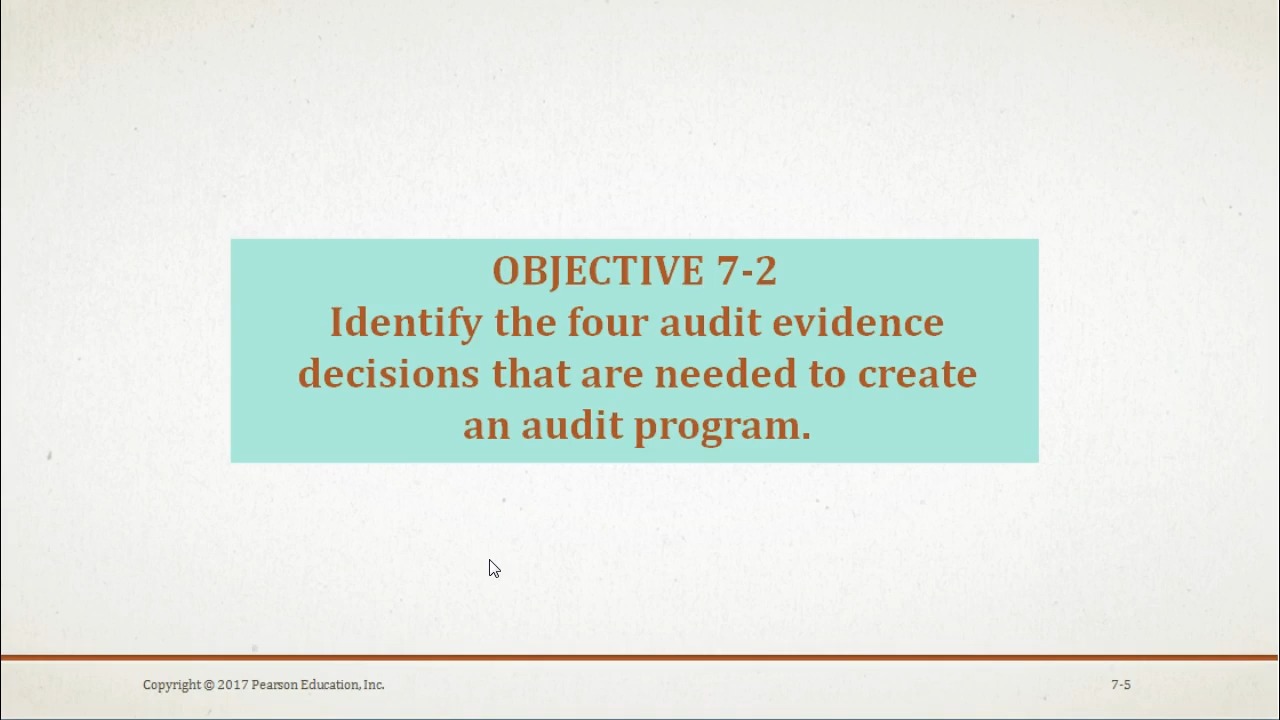 OBJECTIVE 7-2
Identify the four audit evidence
decisions that are needed to create
an audit program.
Copyright © 2017 Pearson Education, Inc.
7-5